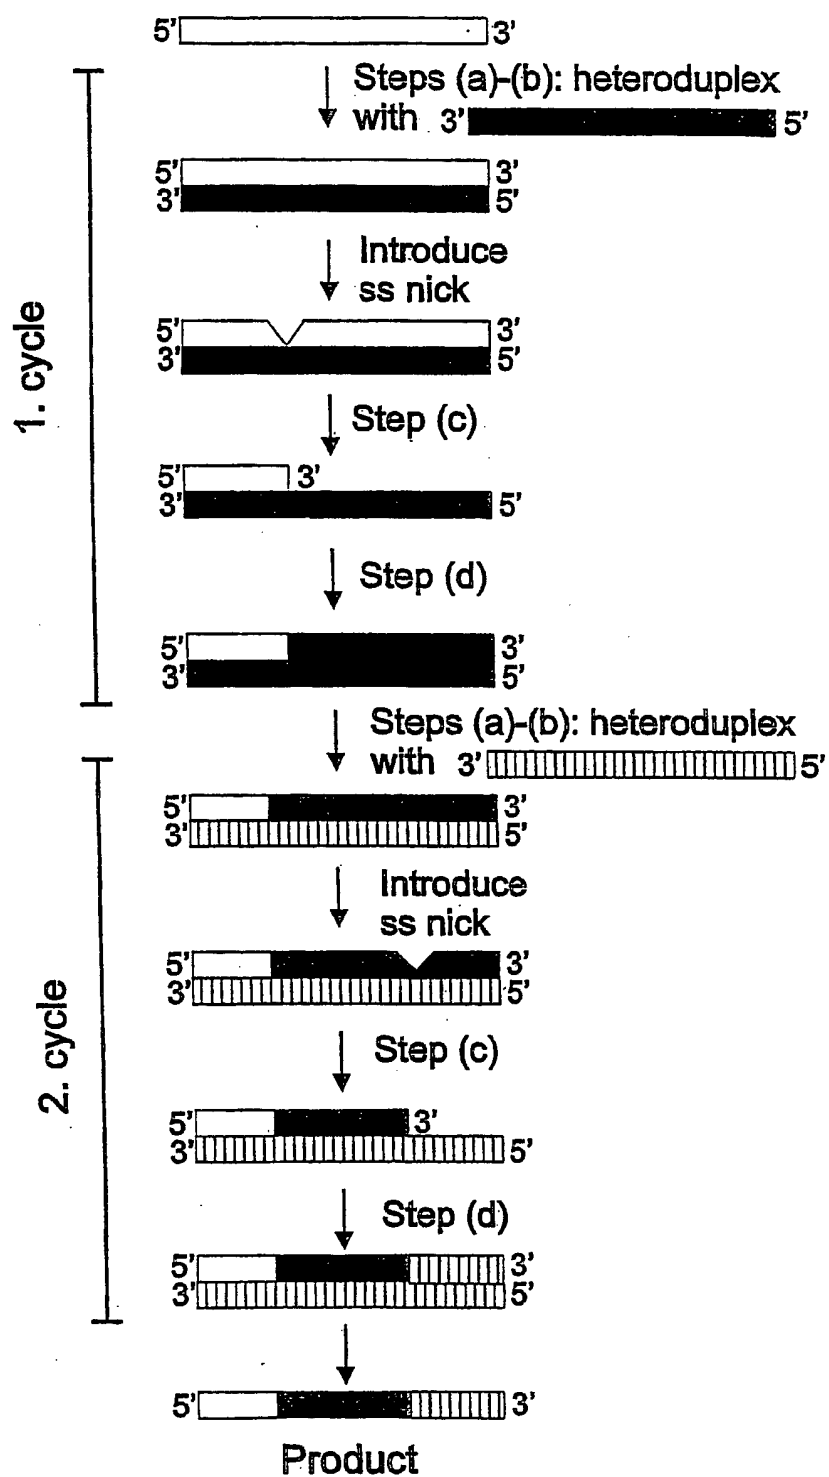 5' 3'
Steps (a)-(b): heteroduplex
with 3' 5'
5' 3'
3' 5'
Introduce
ss nick
5' 3'
3' 5'
1. cycle
Step (c)
5' 3'
3' 5'
Step (d)
5' 3'
3' 5'
Steps (a)-(b): heteroduplex
with 3' 5'
5' 3'
3' 5'
Introduce
ss nick
5' 3'
3' 5'
2. cycle
Step (c)
5' 3'
3' 5'
Step (d)
5' 3'
3' 5'
5' 3'
Product